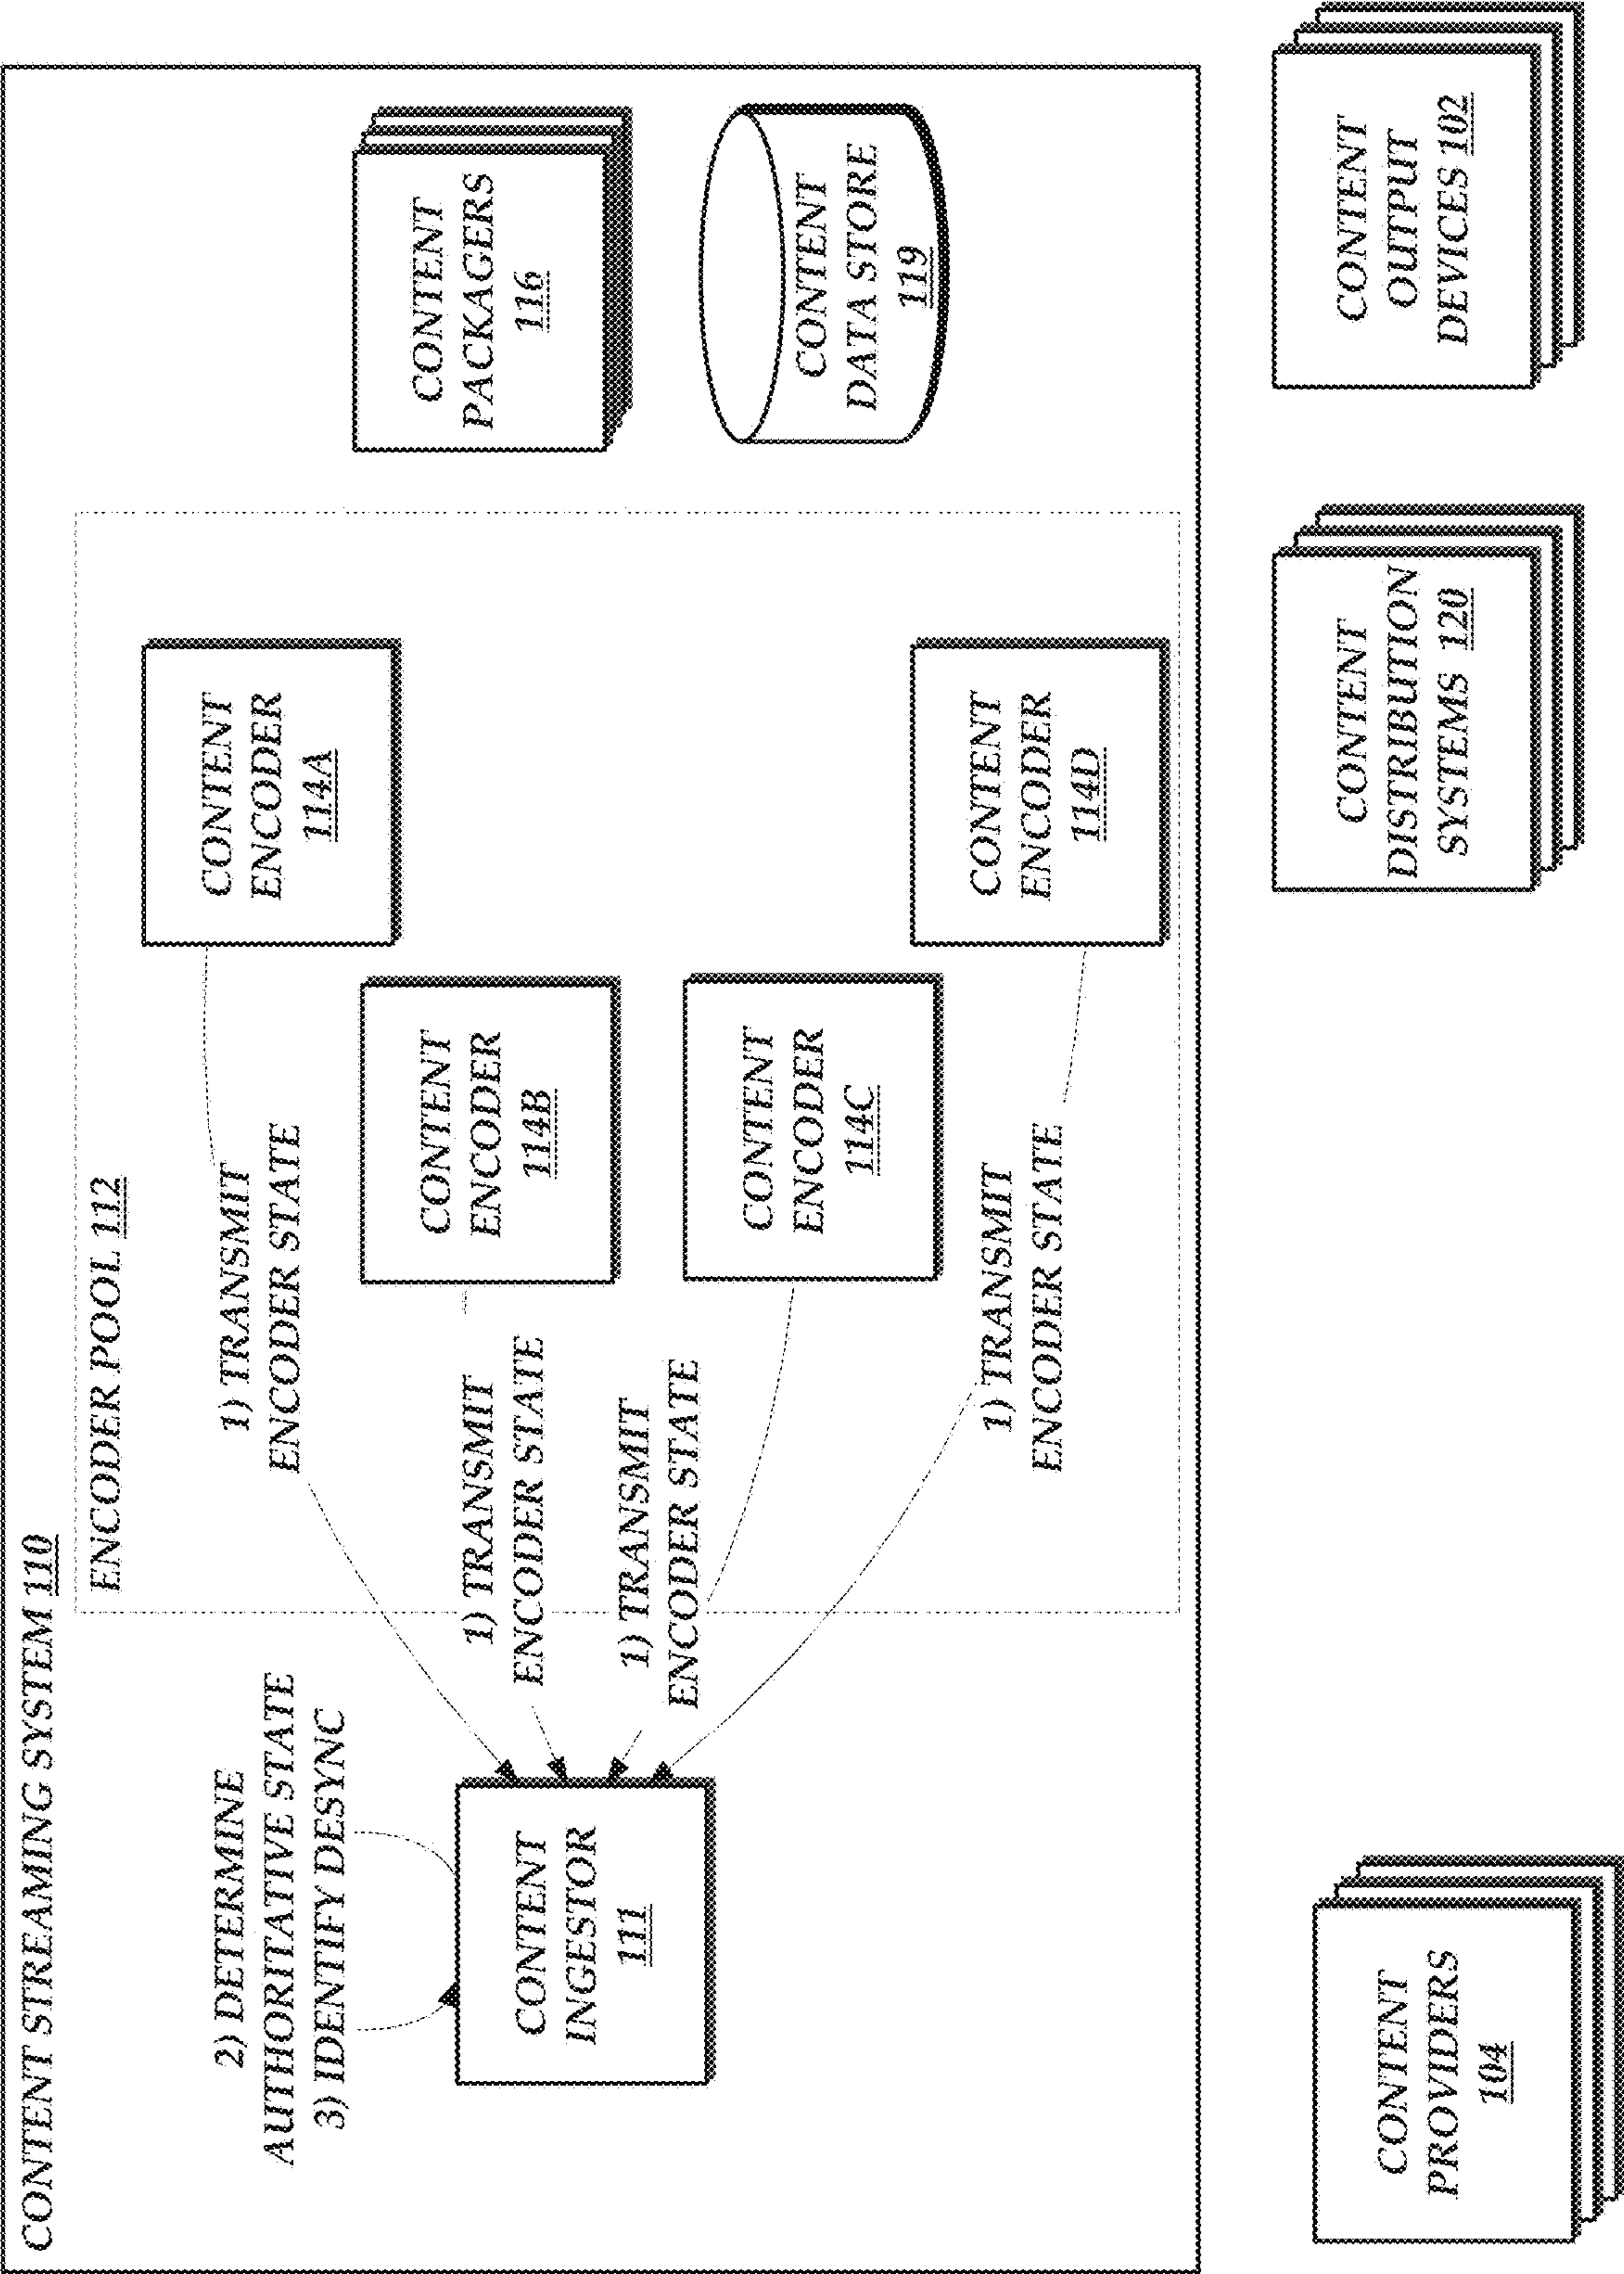 CONTENT STREAMING SYSTEM 110
ENCODER POOL 112
2) DETERMINE
AUTHORITATIVE STATE
3) IDENTIFY DESYNC
CONTENT
INGESTOR
111
1) TRANSMIT
ENCODER STATE
1) TRANSMIT
ENCODER STATE
1) TRANSMIT
ENCODER STATE
1) TRANSMIT
ENCODER STATE
CONTENT
ENCODER
114A
CONTENT
ENCODER
114B
CONTENT
ENCODER
114C
CONTENT
ENCODER
114D
CONTENT
PACKAGERS
116
CONTENT
DATA STORE
119
CONTENT
PROVIDERS
104
CONTENT
DISTRIBUTION
SYSTEMS 120
CONTENT
OUTPUT
DEVICES 102